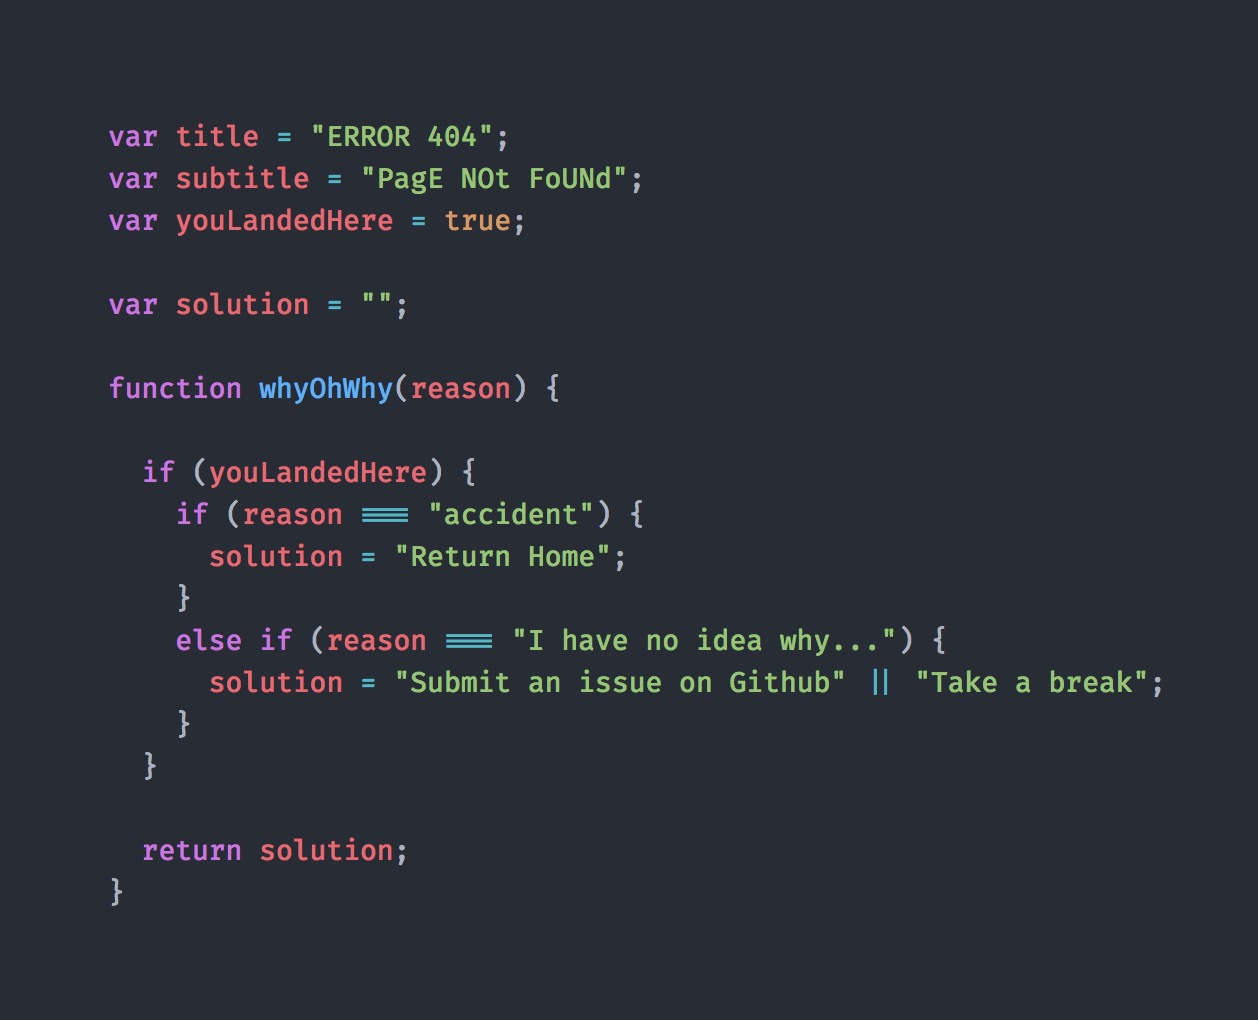 var title = "ERROR 404";
var subtitle = "PagE NOt FoUNd";
var youLandedHere = true;
var solution = "";
function whyOhWhy(reason) {
if (youLandedHere) {
if (reason === "accident") {
solution = "Return Home";
}
else if (reason === "I have no idea why...") {
solution = "Submit an issue on Github" || "Take a break";
}
}
return solution;
}